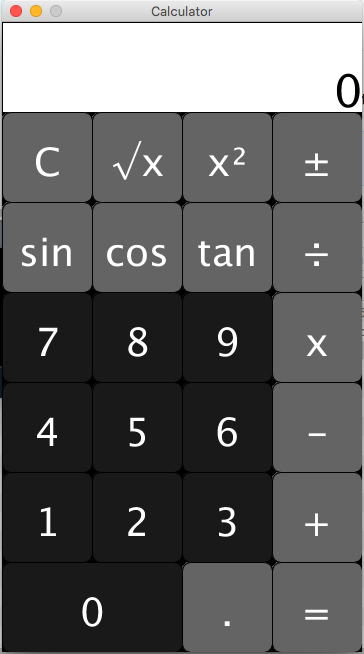 Calculator
0
C √x x² ±
sin cos tan ÷
7 8 9 x
4 5 6 -
1 2 3 +
0 . =